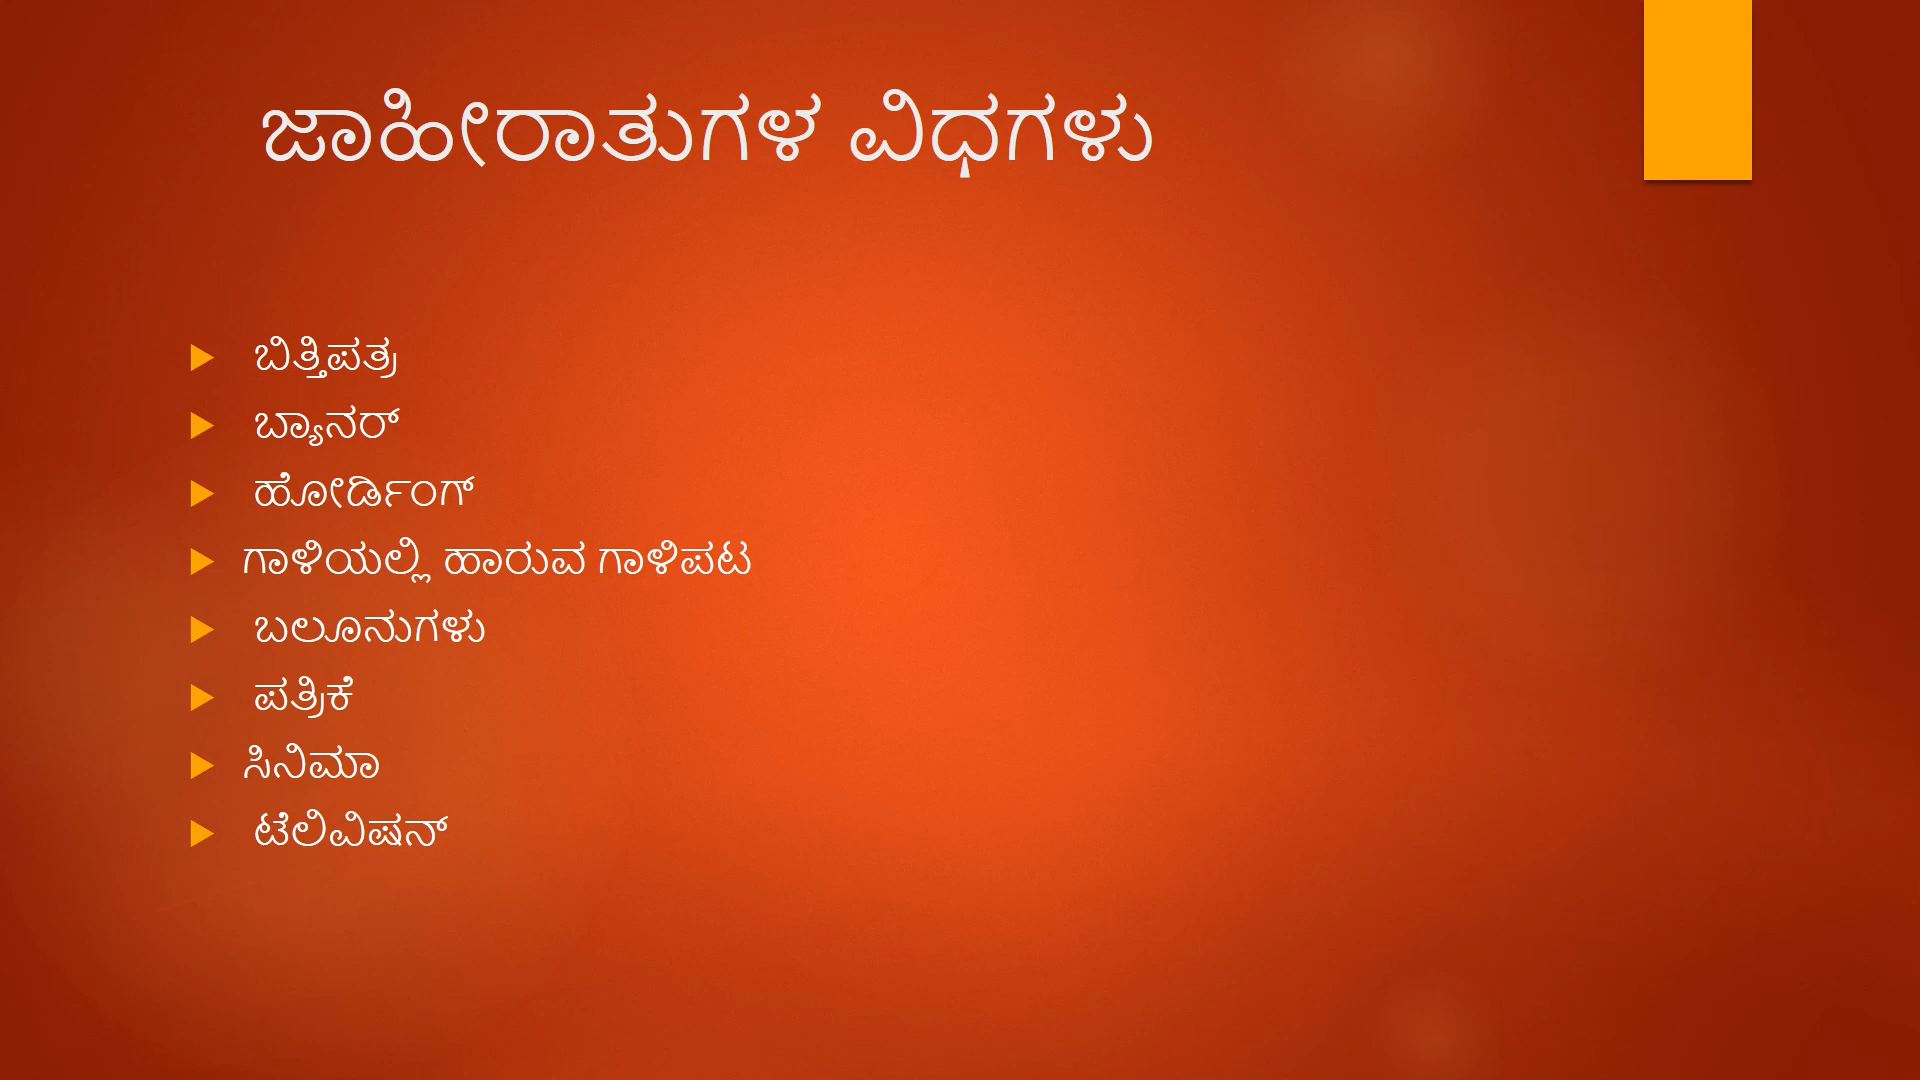 ಜಾಹೀರಾತುಗಳ ವಿಧಗಳು
ಬಿತ್ತಿಪತ್ರ
ಬ್ಯಾನರ್
ಹೋರ್ಡಿಂಗ್
ಗಾಳಿಯಲ್ಲಿ ಹಾರುವ ಗಾಳಿಪಟ
ಬಲೂನುಗಳು
ಪತ್ರಿಕೆ
ಸಿನಿಮಾ
ಟೆಲಿವಿಷನ್